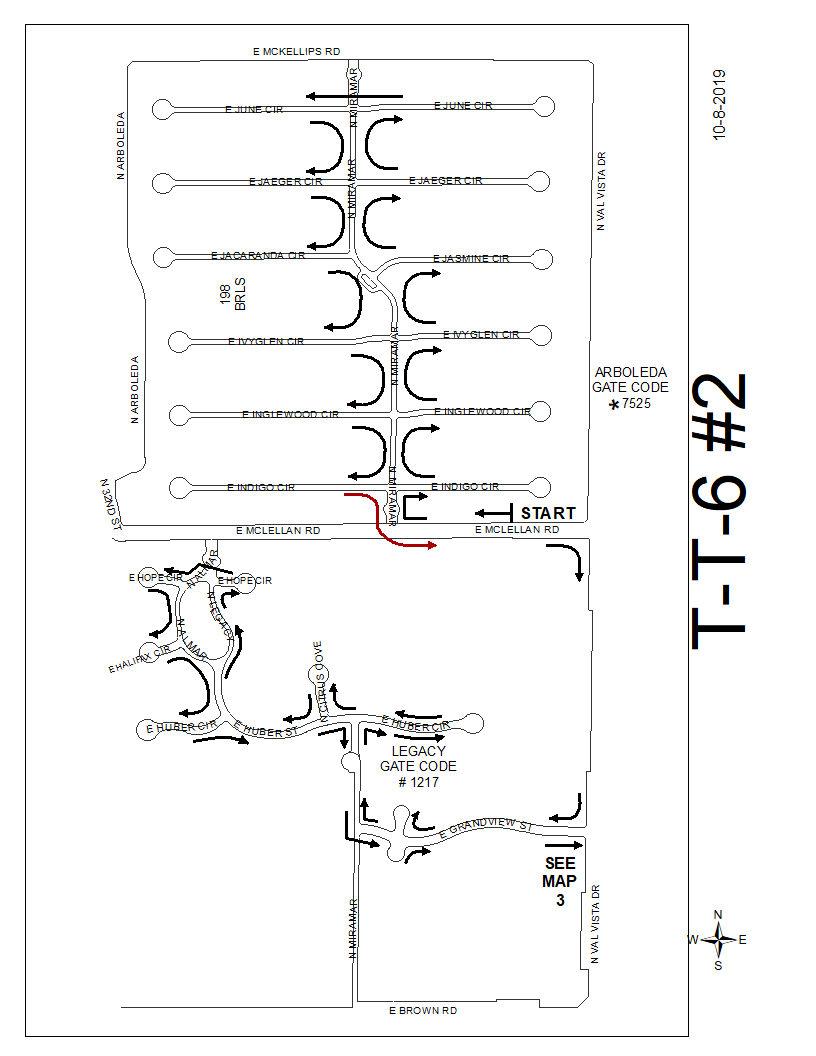 E MCKELLIPS RD
10-8-2019
N MIRAMAR
E JUNE CIR
E JUNE CIR
N ARBOLEDA
N VAL VISTA DR
N MIRAMAR
E JAEGER CIR
E JAEGER CIR
E JACARANDA CIR
E JASMINE CIR
198
BRLS
E IVYGLEN CIR
E IVYGLEN CIR
N MIRAMAR
N ARBOLEDA
ARBOLEDA
GATE CODE
* 7525
T-T-6 #2
E INGLEWOOD CIR
E INGLEWOOD CIR
E INDIGO CIR
E INDIGO CIR
N MIRAMAR
N 32ND ST
START
E MCLELLAN RD
E MCLELLAN RD
E HOPE CIR
N ALMAR
E HOPE CIR
N LEGACY
N ALMAR
E HALIFAX CIR
N CITRUS COVE
E HUBER CIR
E HUBER ST
E HUBER CIR
LEGACY
GATE CODE
# 1217
E GRANDVIEW ST
SEE
MAP
3
N MIRAMAR
N VAL VISTA DR
N
W
E
S
E BROWN RD